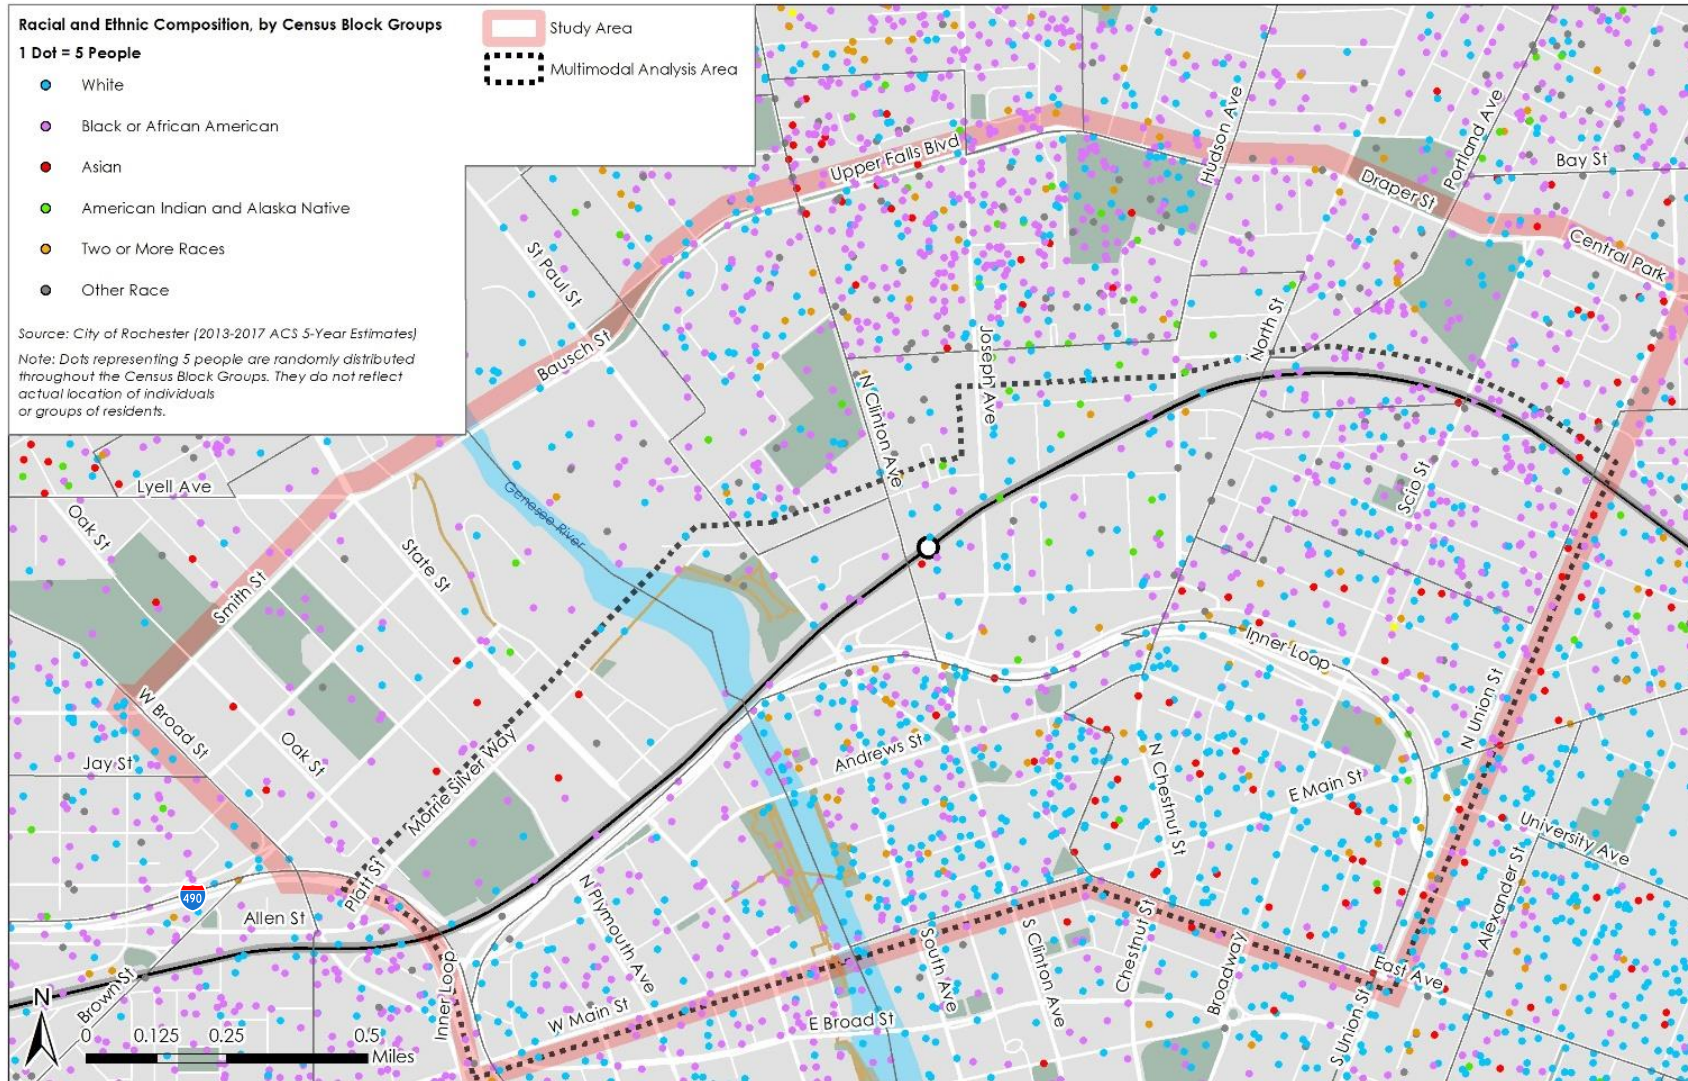 Racial and Ethnic Composition, by Census Block Groups
1 Dot = 5 People
White
Black or African American
Asian
American Indian and Alaska Native
Two or More Races
Other Race
Source: City of Rochester (2013-2017 ACS 5-Year Estimates)
Note: Dots representing 5 people are randomly distributed
throughout the Census Block Groups. They do not reflect
actual location of individuals
or groups of residents.
Study Area
Multimodal Analysis Area
Upper Falls Blvd
Hudson Ave
Portland Ave
Bay St
Draper St
Central Park
St Paul St
Bausch St
Joseph Ave
North St
N Clinton Ave
Scio St
Lyell Ave
Oak St
State St
Genesee River
Smith St
Inner Loop
W Broad St
Oak St
Jay St
Morrie Silver Way
Andrews St
N Chestnut St
E Main St
N Union St
University Ave
Platt St
490
Allen St
N Plymouth Ave
South Ave
S Clinton Ave
Chestnut St
Broadway
Alexander St
East Ave
Brown St
Inner Loop
W Main St
E Broad St
S Union St
N
0 0.125 0.25 0.5
Miles